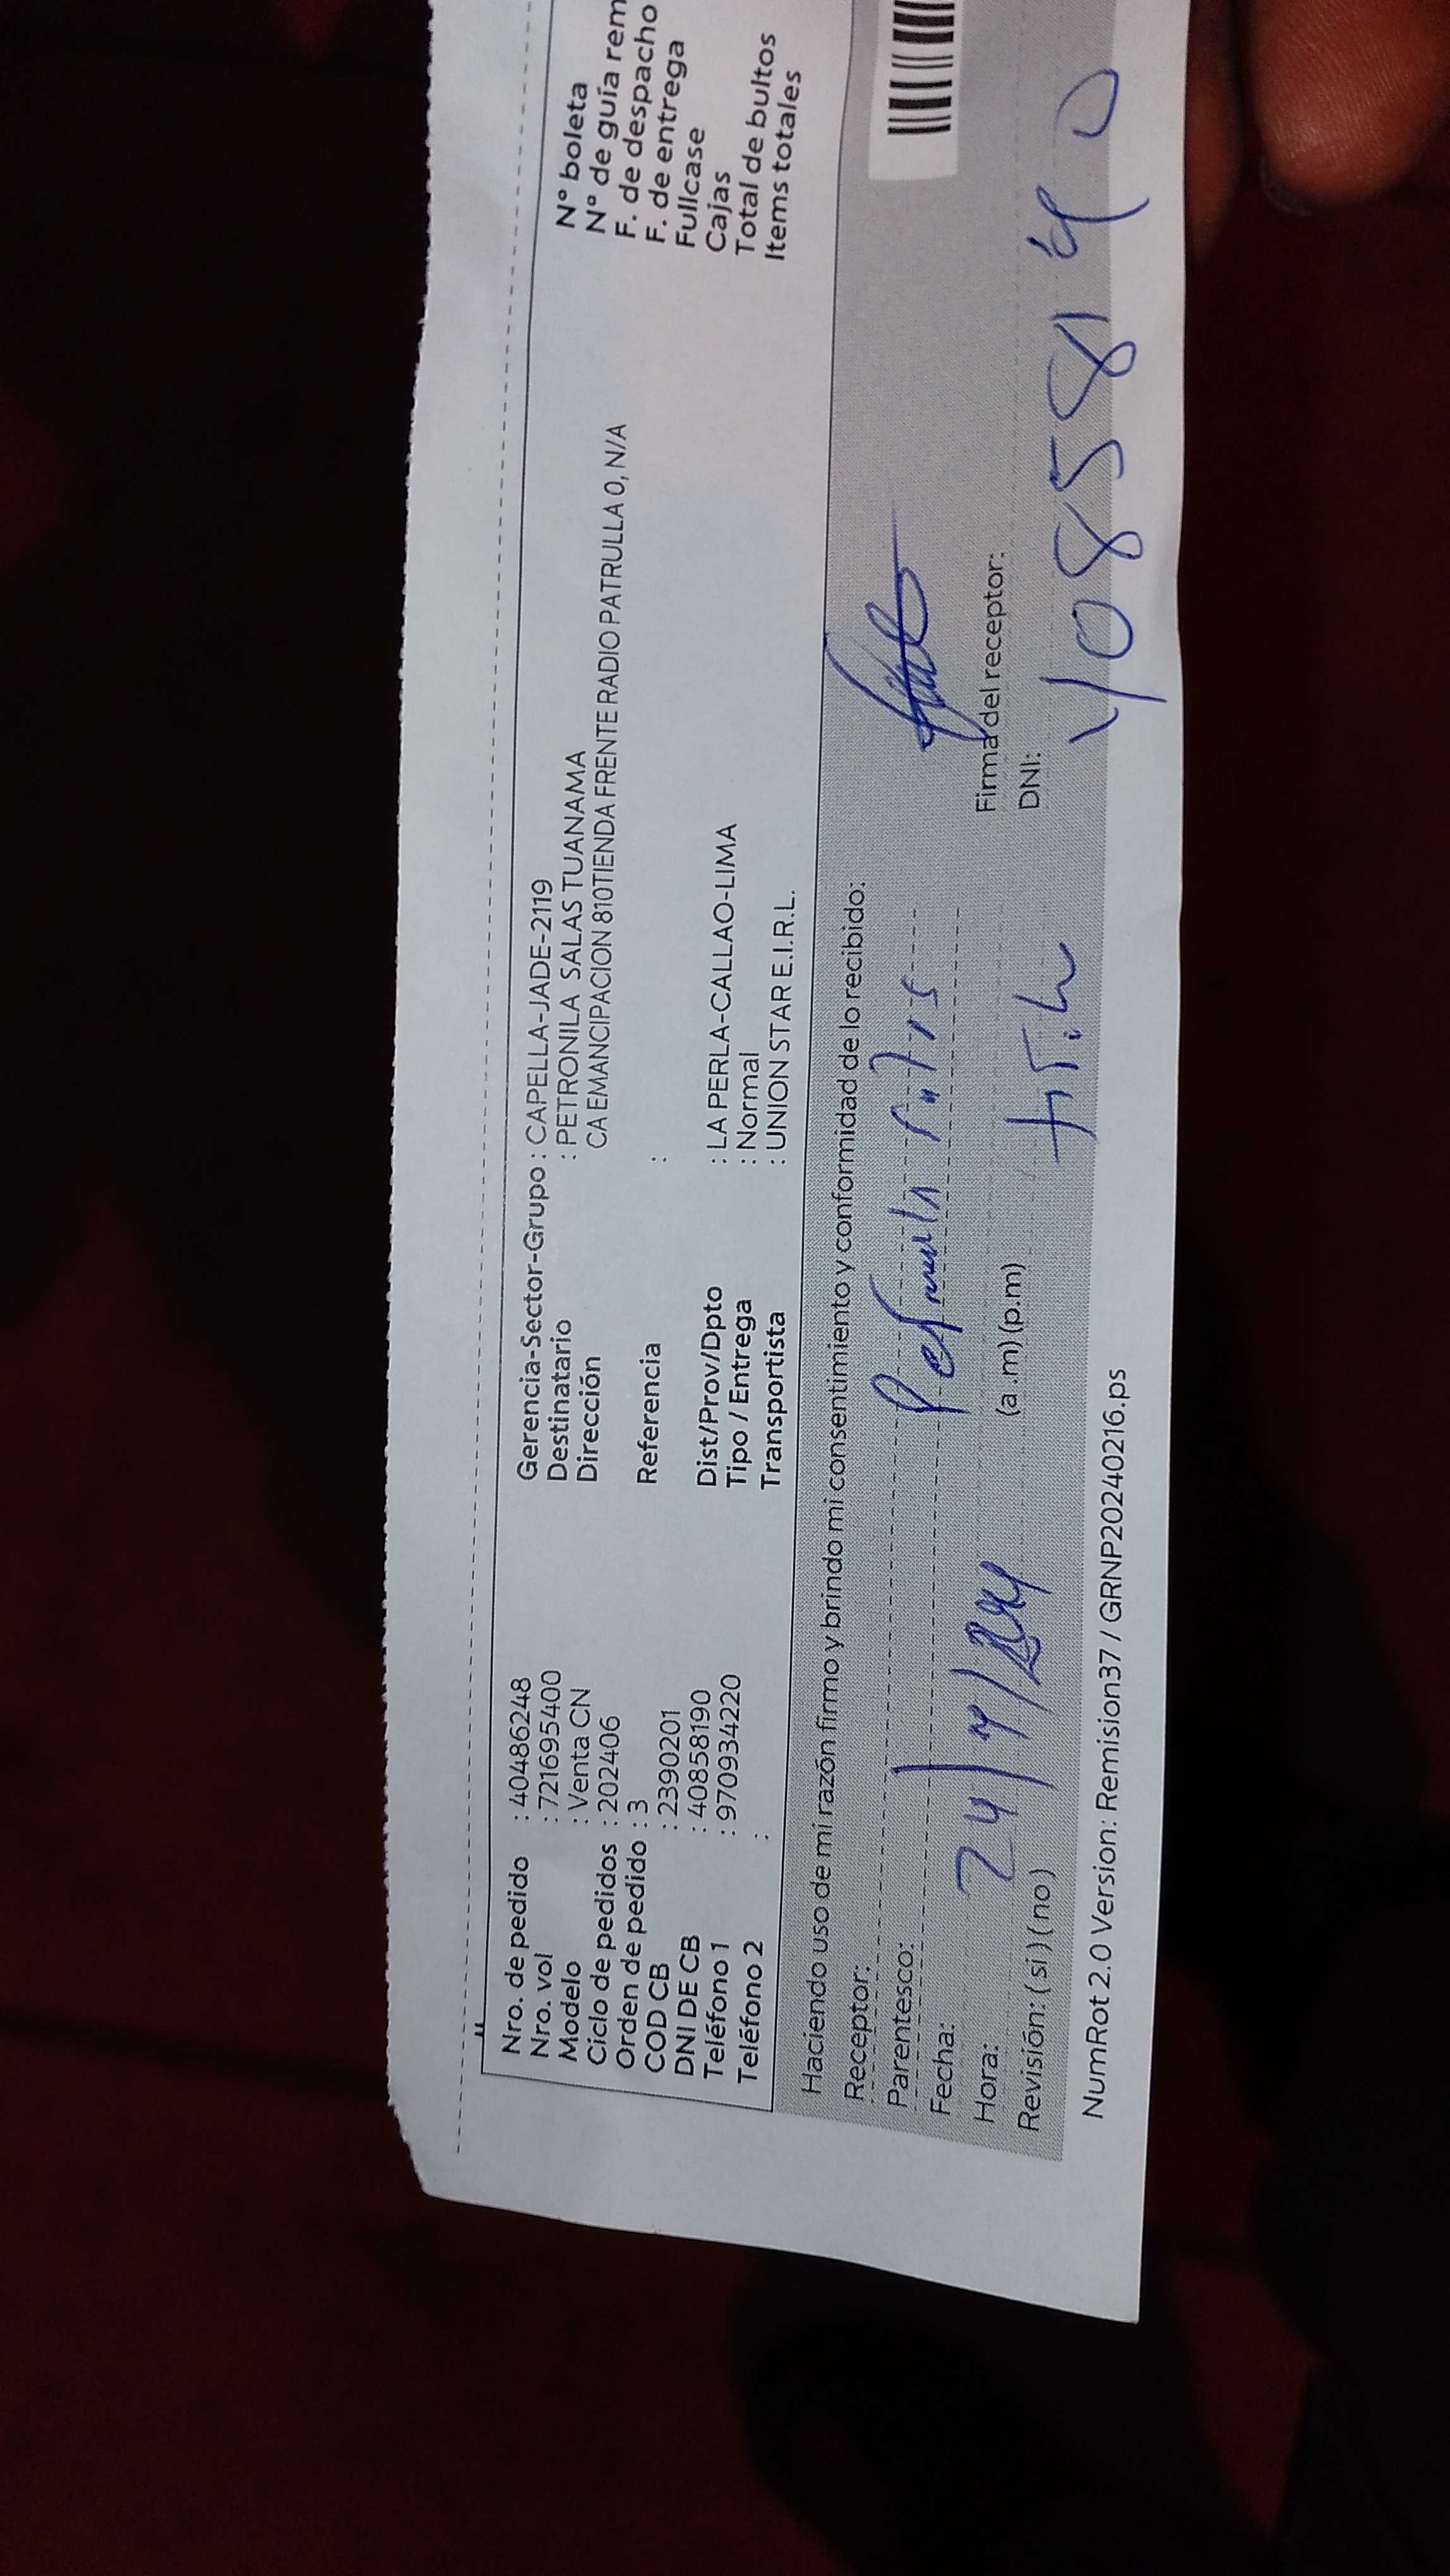 Nro. de pedido : 40486248
Nro. vol : 721695400
Modelo : Venta CN
Ciclo de pedidos : 202406
Orden de pedido : 3
COD CB : 2390201
DNI DE CB : 40858190
Teléfono 1 : 970934220
Teléfono 2 :
Gerencia-Sector-Grupo : CAPELLA-JADE-2119
Destinatario : PETRONILA SALAS TUANAMA
Dirección CA EMANCIPACION 810TIENDA FRENTE RADIO PATRULLA 0, N/A
Referencia :
Dist/Prov/Dpto : LA PERLA-CALLAO-LIMA
Tipo / Entrega : Normal
Transportista : UNION STAR E.I.R.L.
N° boleta
N° de guía rem
F. de despacho
F. de entrega
Fullcase
Cajas
Total de bultos
Items totales
Haciendo uso de mi razón firmo y brindo mi consentimiento y conformidad de lo recibido:
Receptor:
Parentesco:
Fecha: 24/4/24
Hora: (a .m) (p.m)
Revisión: ( si ) ( no )
Firma del receptor:
DNI:
NumRot 2.0 Version: Remision37 / GRNP20240216.ps